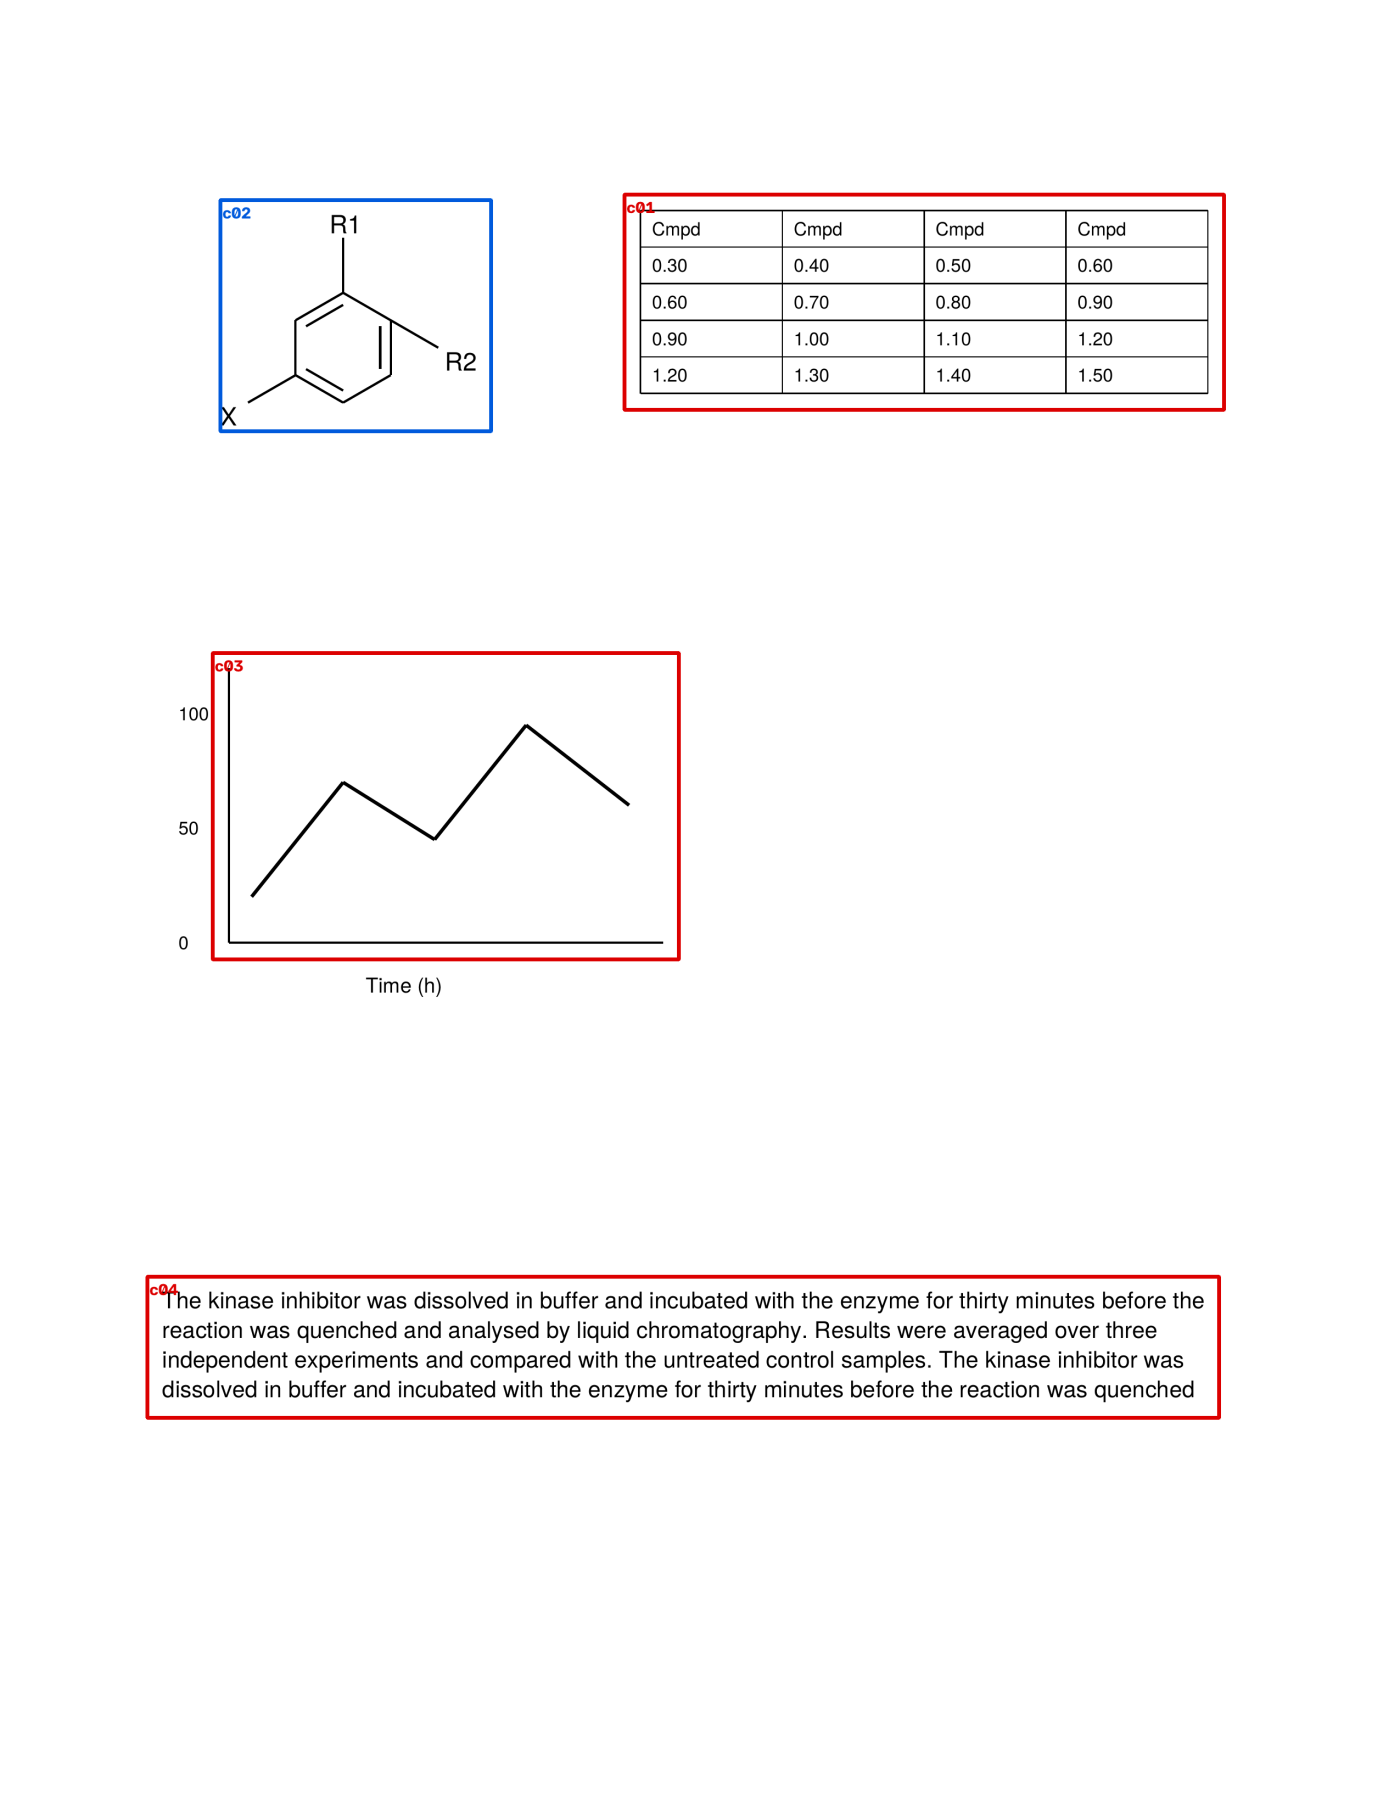 c02
R1
R2
X
c01
Cmpd Cmpd Cmpd Cmpd
0.30 0.40 0.50 0.60
0.60 0.70 0.80 0.90
0.90 1.00 1.10 1.20
1.20 1.30 1.40 1.50
c03
100
50
0
Time (h)
c04
The kinase inhibitor was dissolved in buffer and incubated with the enzyme for thirty minutes before the
reaction was quenched and analysed by liquid chromatography. Results were averaged over three
independent experiments and compared with the untreated control samples. The kinase inhibitor was
dissolved in buffer and incubated with the enzyme for thirty minutes before the reaction was quenched